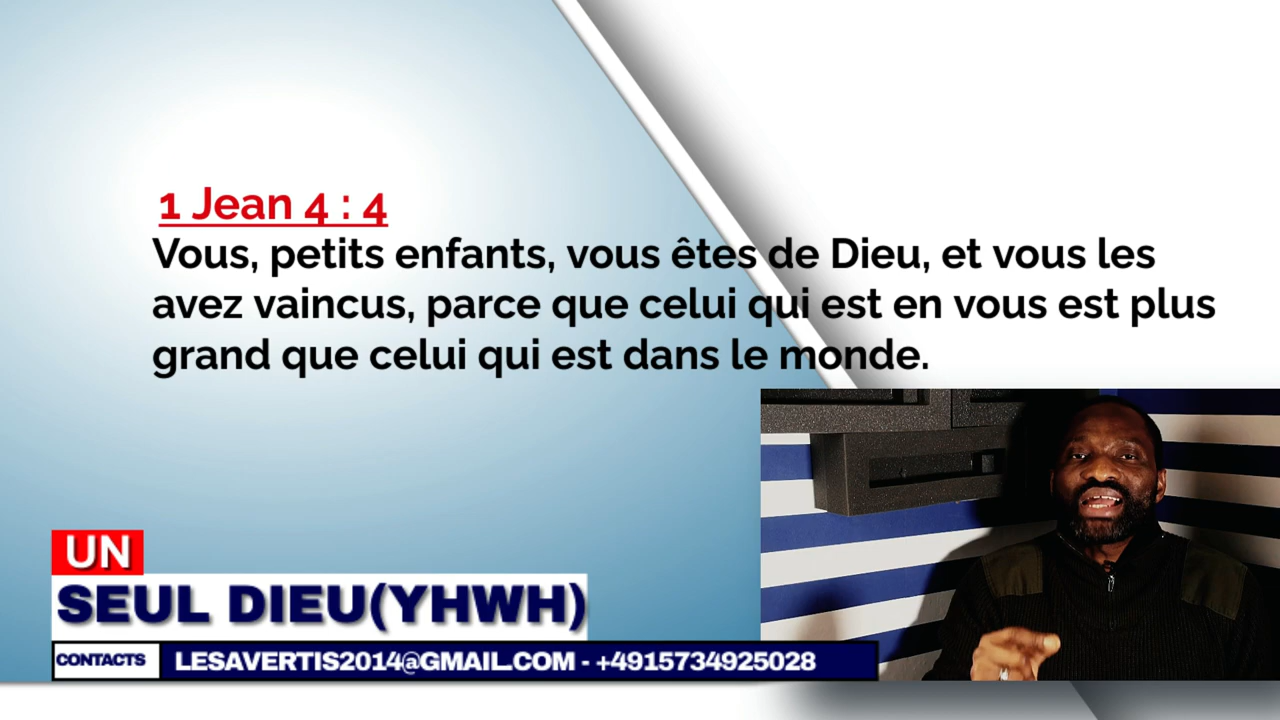 1 Jean 4 : 4
Vous, petits enfants, vous êtes de Dieu, et vous les
avez vaincus, parce que celui qui est en vous est plus
grand que celui qui est dans le monde.
UN
SEUL DIEU(YHWH)
CONTACTS LESAVERTIS2014@GMAIL.COM - +4915734925028